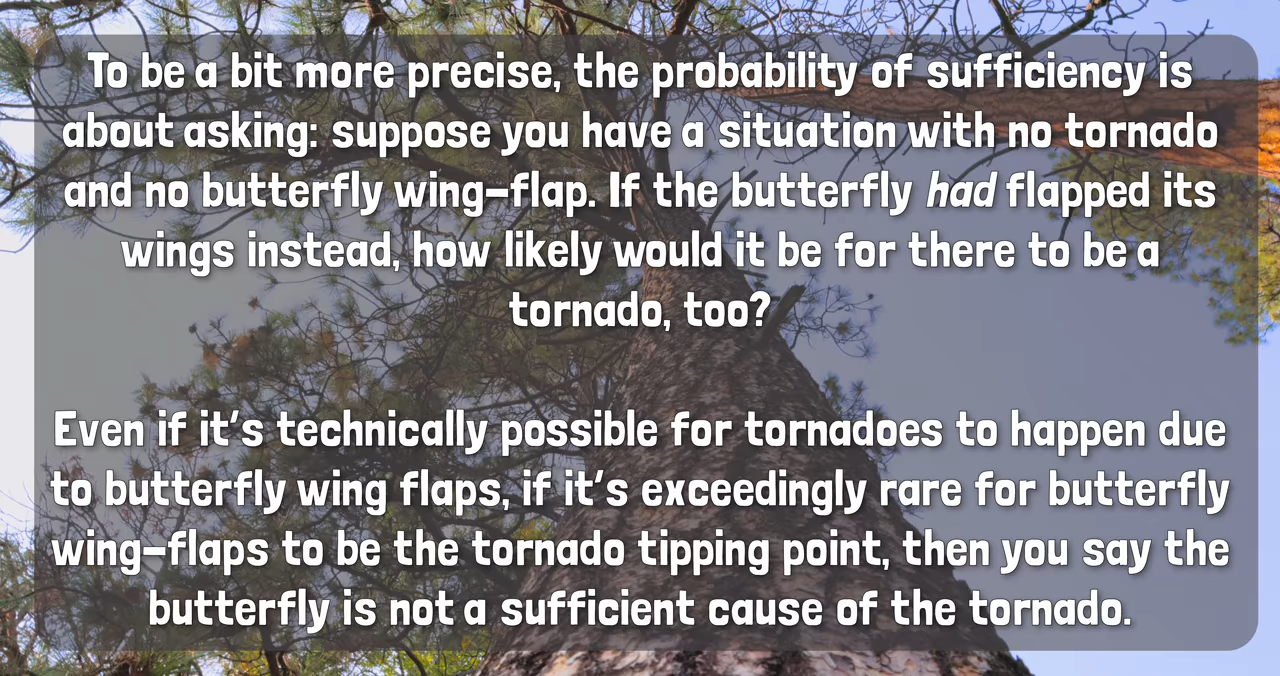 To be a bit more precise, the probability of sufficiency is
about asking: suppose you have a situation with no tornado
and no butterfly wing-flap. If the butterfly had flapped its
wings instead, how likely would it be for there to be a
tornado, too?
Even if it's technically possible for tornadoes to happen due
to butterfly wing flaps, if it's exceedingly rare for butterfly
wing-flaps to be the tornado tipping point, then you say the
butterfly is not a sufficient cause of the tornado.